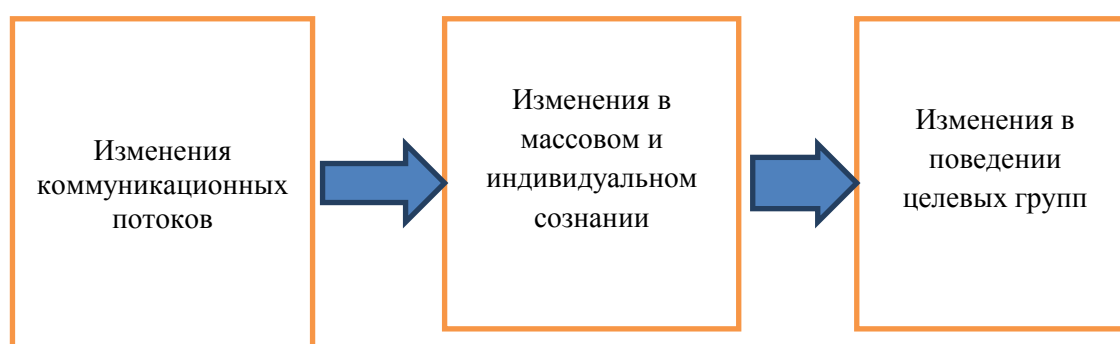 Изменения
коммуникационных
потоков
Изменения в
массовом и
индивидуальном
сознании
Изменения в
поведении
целевых групп